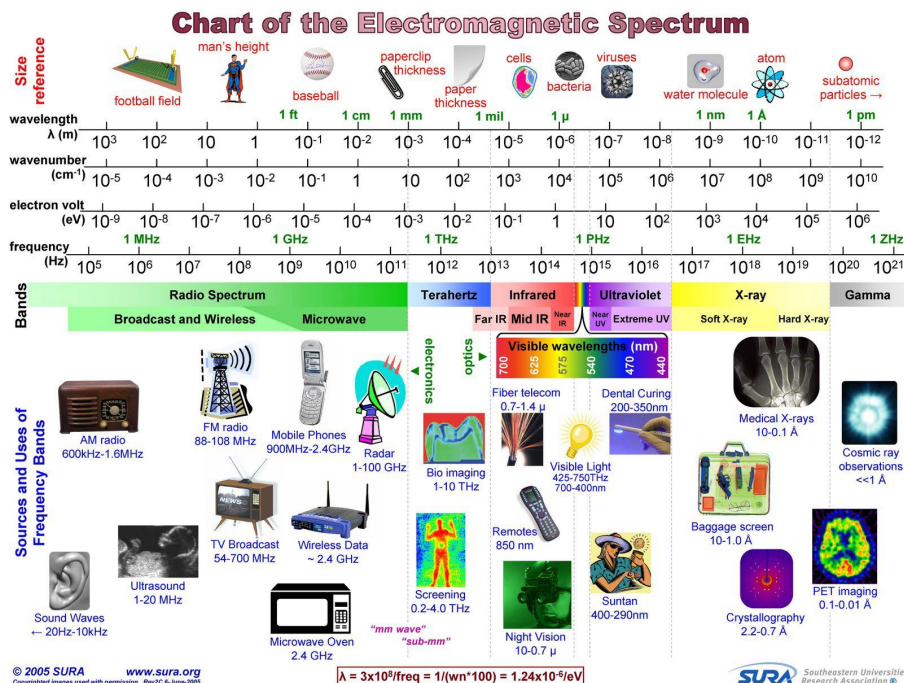 Chart of the Electromagnetic Spectrum
Size reference
football field
man's height
baseball
paperclip thickness
paper thickness
cells
bacteria
viruses
water molecule
atom
subatomic particles →
wavelength λ (m)
1 ft 1 cm 1 mm 1 mil 1 µ 1 nm 1 Å 1 pm
10³ 10² 10 1 10⁻¹ 10⁻² 10⁻³ 10⁻⁴ 10⁻⁵ 10⁻⁶ 10⁻⁷ 10⁻⁸ 10⁻⁹ 10⁻¹⁰ 10⁻¹¹ 10⁻¹²
wavenumber (cm⁻¹)
10⁻⁵ 10⁻⁴ 10⁻³ 10⁻² 10⁻¹ 1 10 10² 10³ 10⁴ 10⁵ 10⁶ 10⁷ 10⁸ 10⁹ 10¹⁰
electron volt (eV)
10⁻⁹ 10⁻⁸ 10⁻⁷ 10⁻⁶ 10⁻⁵ 10⁻⁴ 10⁻³ 10⁻² 10⁻¹ 1 10 10² 10³ 10⁴ 10⁵ 10⁶
1 MHz 1 GHz 1 THz 1 PHz 1 EHz 1 ZHz
frequency (Hz)
10⁵ 10⁶ 10⁷ 10⁸ 10⁹ 10¹⁰ 10¹¹ 10¹² 10¹³ 10¹⁴ 10¹⁵ 10¹⁶ 10¹⁷ 10¹⁸ 10¹⁹ 10²⁰ 10²¹
Bands
Radio Spectrum Terahertz Infrared Ultraviolet X-ray Gamma
Broadcast and Wireless Microwave Far IR Mid IR Near IR Near UV Extreme UV Soft X-ray Hard X-ray
electronics
optics
Visible wavelengths (nm)
700 625 575 540 470 440
Sources and Uses of Frequency Bands
AM radio
600kHz-1.6MHz
FM radio
88-108 MHz
Mobile Phones
900MHz-2.4GHz
Radar
1-100 GHz
Bio imaging
1-10 THz
Fiber telecom
0.7-1.4 µ
Dental Curing
200-350nm
Visible Light
425-750THz
700-400nm
Medical X-rays
10-0.1 Å
Cosmic ray observations
<<1 Å
NEWS
TV Broadcast
54-700 MHz
Wireless Data
~ 2.4 GHz
Remotes
850 nm
Baggage screen
10-1.0 Å
Ultrasound
1-20 MHz
Sound Waves
← 20Hz-10kHz
Microwave Oven
2.4 GHz
Screening
0.2-4.0 THz
"mm wave"
"sub-mm"
Night Vision
10-0.7 µ
Suntan
400-290nm
Crystallography
2.2-0.7 Å
PET imaging
0.1-0.01 Å
© 2005 SURA www.sura.org
Copyrighted images used with permission. Rev2C 6-June-2005
λ = 3x10⁸/freq = 1/(wn*100) = 1.24x10⁻⁶/eV
SURA
Southeastern Universities
Research Association ®